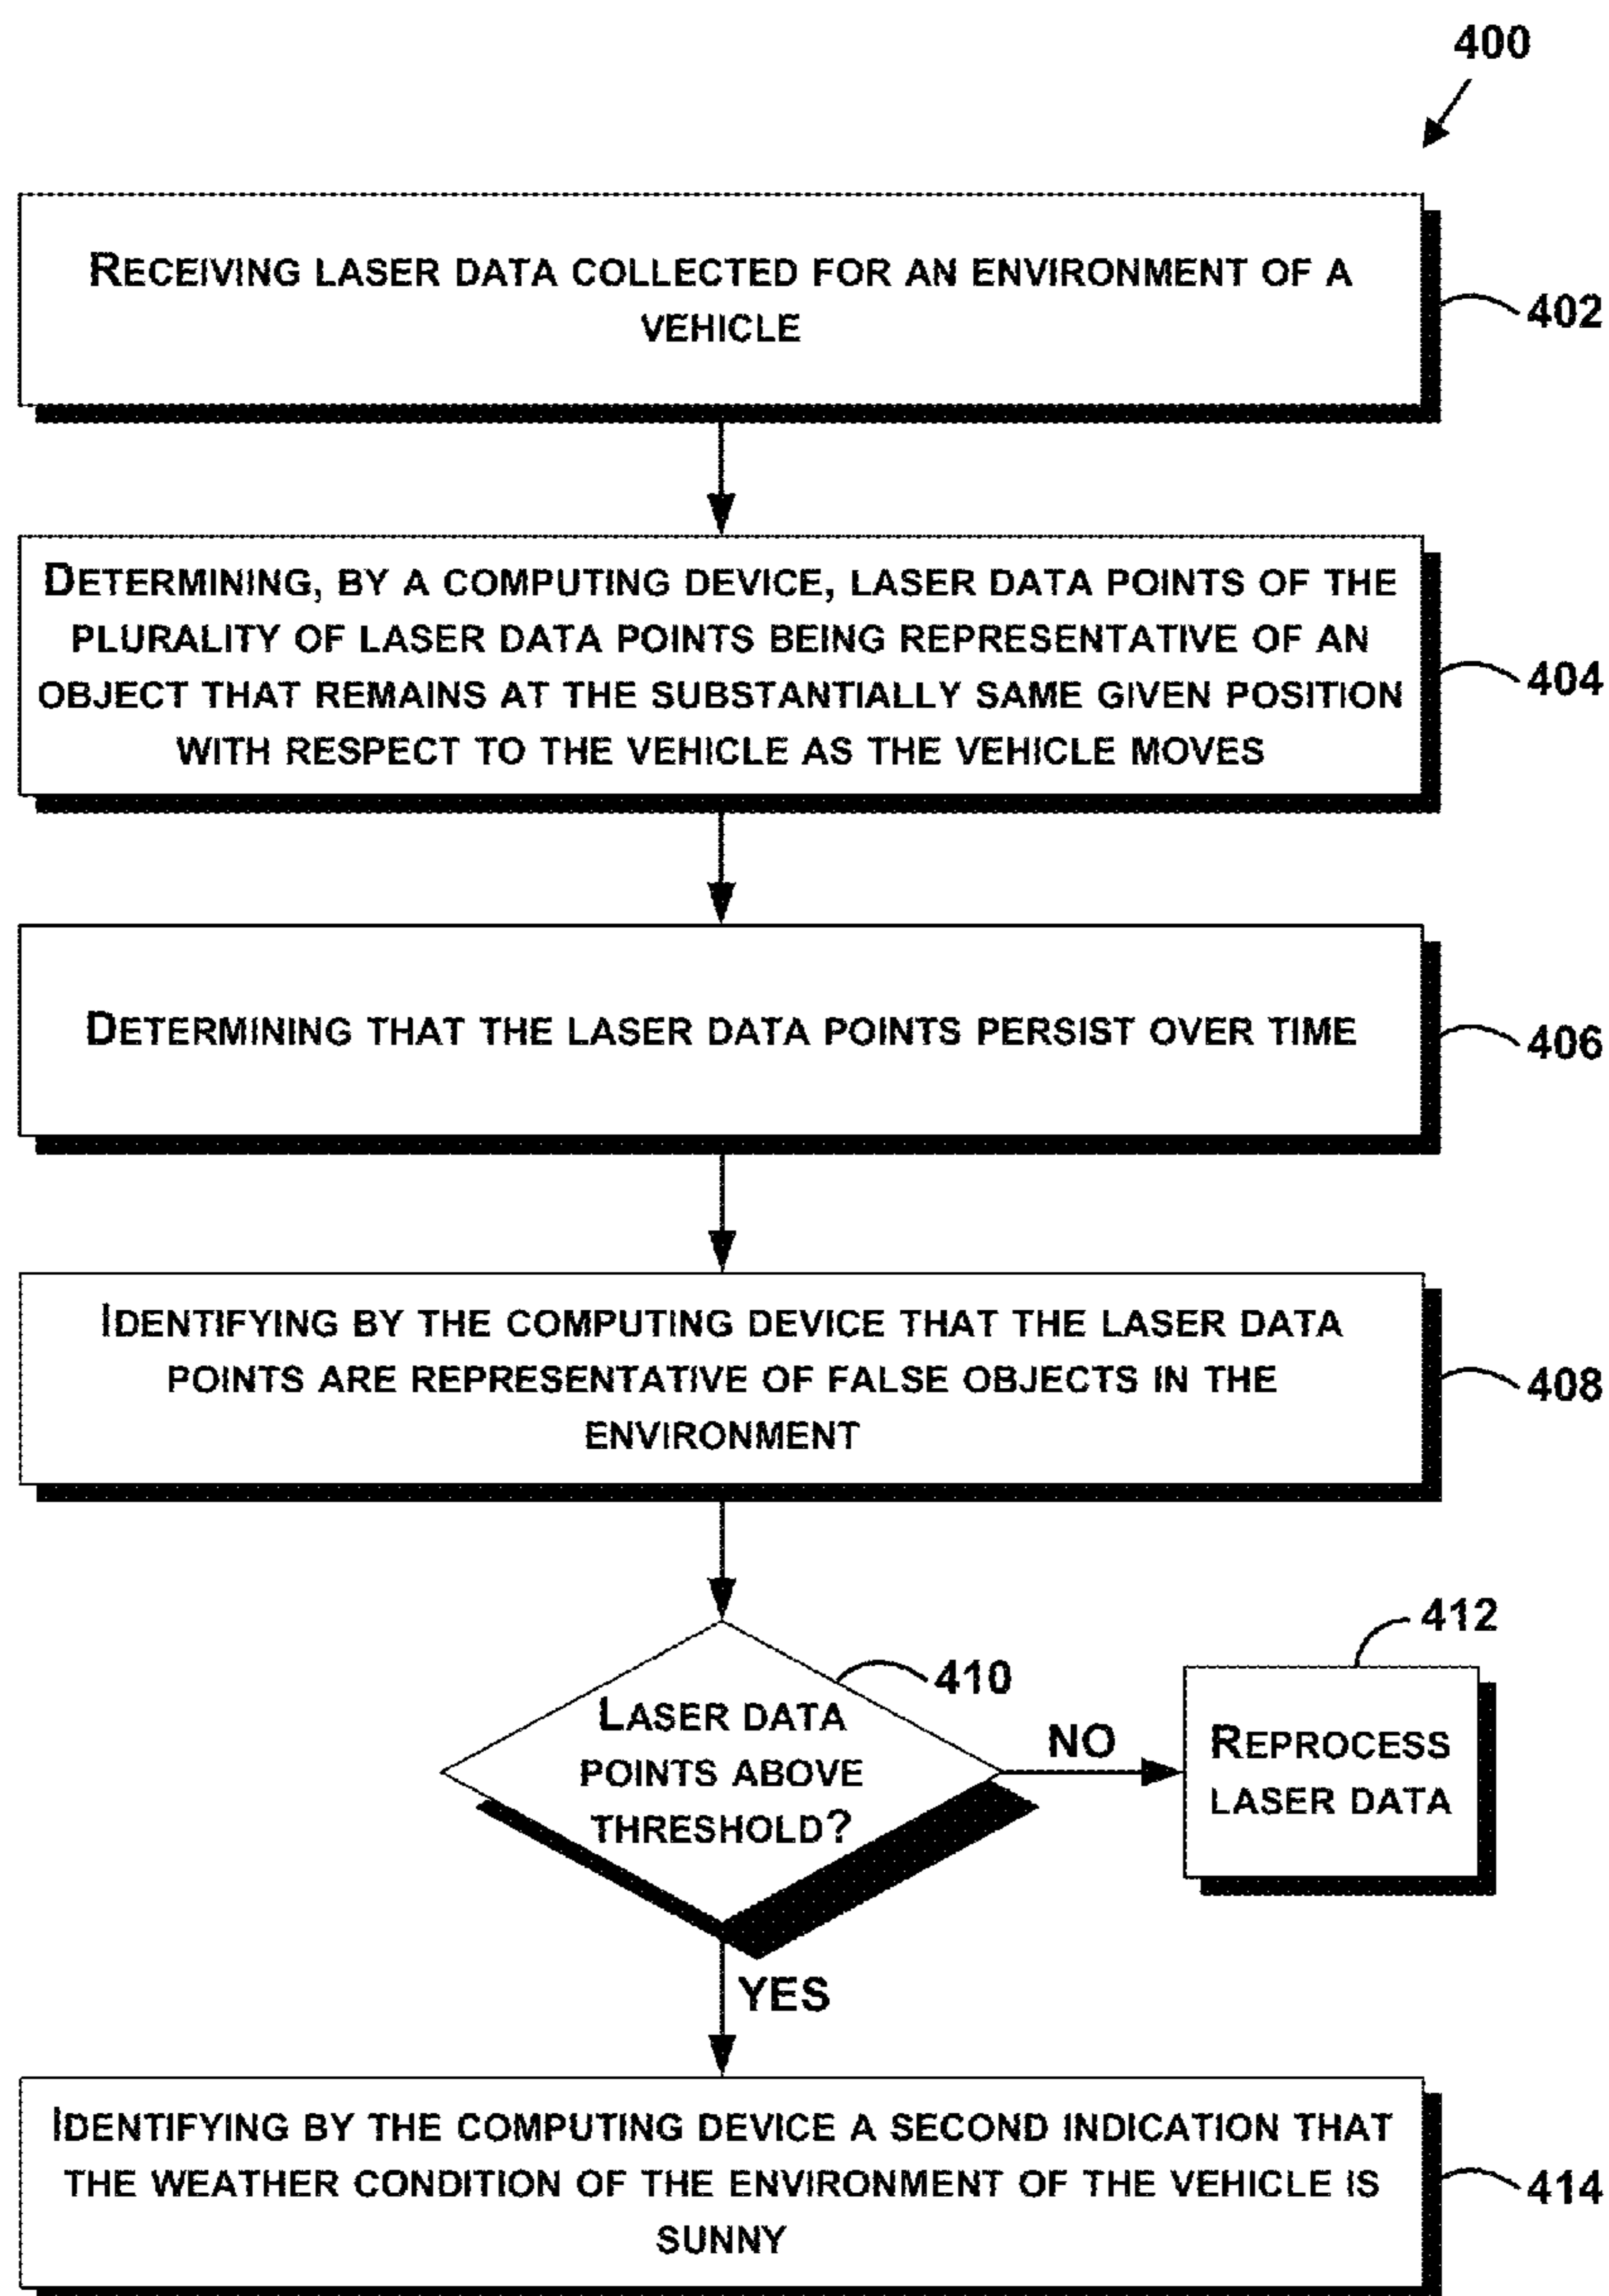 400
RECEIVING LASER DATA COLLECTED FOR AN ENVIRONMENT OF A
VEHICLE
402
DETERMINING, BY A COMPUTING DEVICE, LASER DATA POINTS OF THE
PLURALITY OF LASER DATA POINTS BEING REPRESENTATIVE OF AN
OBJECT THAT REMAINS AT THE SUBSTANTIALLY SAME GIVEN POSITION
WITH RESPECT TO THE VEHICLE AS THE VEHICLE MOVES
404
DETERMINING THAT THE LASER DATA POINTS PERSIST OVER TIME
406
IDENTIFYING BY THE COMPUTING DEVICE THAT THE LASER DATA
POINTS ARE REPRESENTATIVE OF FALSE OBJECTS IN THE
ENVIRONMENT
408
LASER DATA
POINTS ABOVE
THRESHOLD?
410
NO
412
REPROCESS
LASER DATA
YES
IDENTIFYING BY THE COMPUTING DEVICE A SECOND INDICATION THAT
THE WEATHER CONDITION OF THE ENVIRONMENT OF THE VEHICLE IS
SUNNY
414